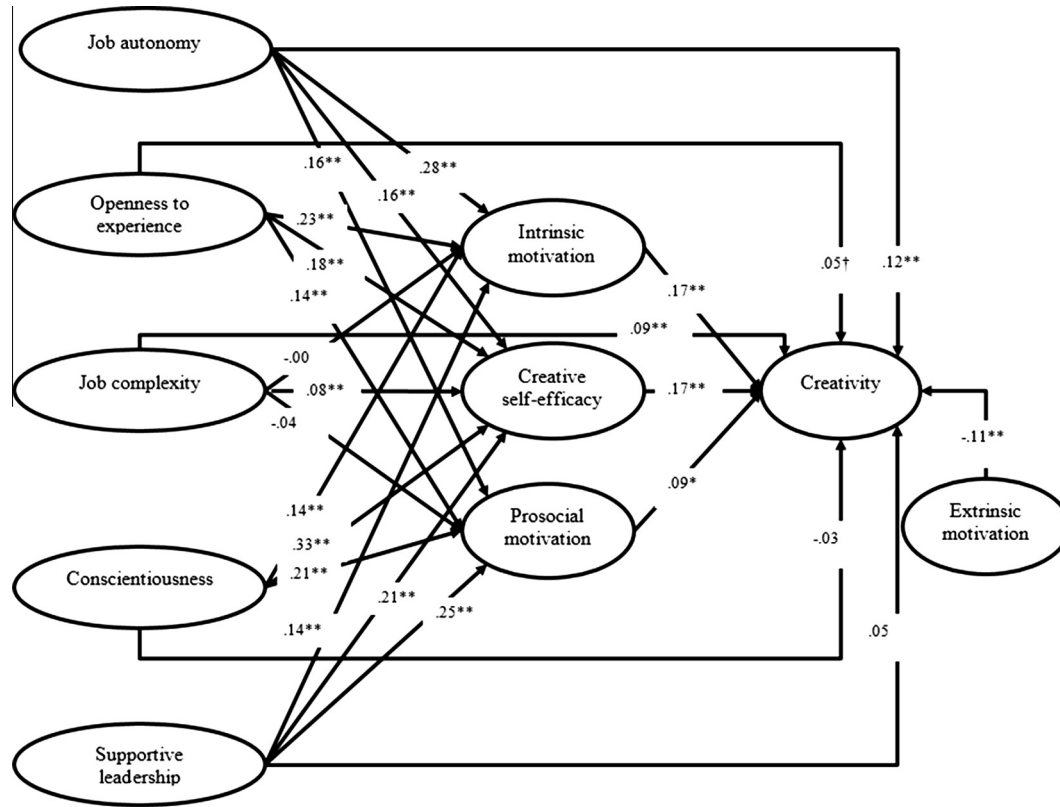 Job autonomy
.16**
.28**
.16**
Openness to
experience
.23**
.18**
.14**
Intrinsic
motivation
.05†
.12**
.17**
.09**
Job complexity
-.00
.08**
-.04
Creative
self-efficacy
.17**
Creativity
-.11**
Prosocial
motivation
.09*
Extrinsic
motivation
-.03
.14**
.33**
.21**
Conscientiousness
.21**
.25**
.14**
.05
Supportive
leadership